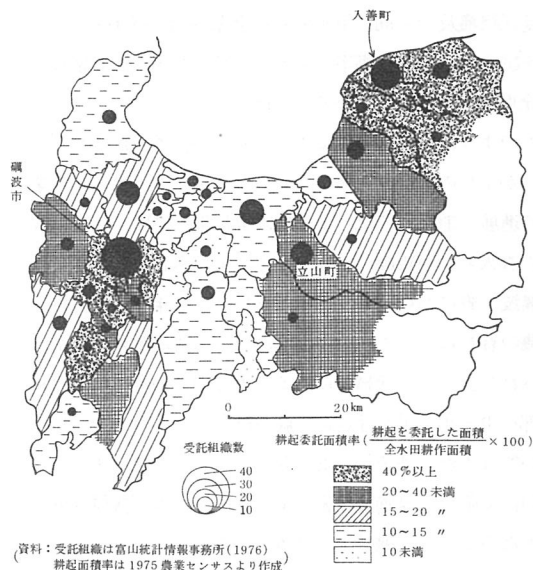 入善町
礪波市
立山町
0 20 km
受託組織数
40
30
20
10
耕起委託面積率(耕起を委託した面積/全水田耕作面積×100)
40%以上
20~40未満
15~20 〃
10~15 〃
10未満
(資料:受託組織は富山統計情報事務所(1976)
耕起面積率は1975農業センサスより作成)